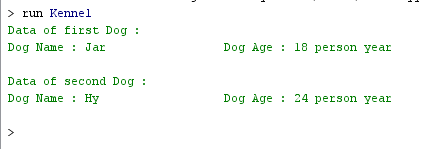 > run Kennel
Data of first Dog :
Dog Name : Jar Dog Age : 18 person year
Data of second Dog :
Dog Name : Hy Dog Age : 24 person year
>